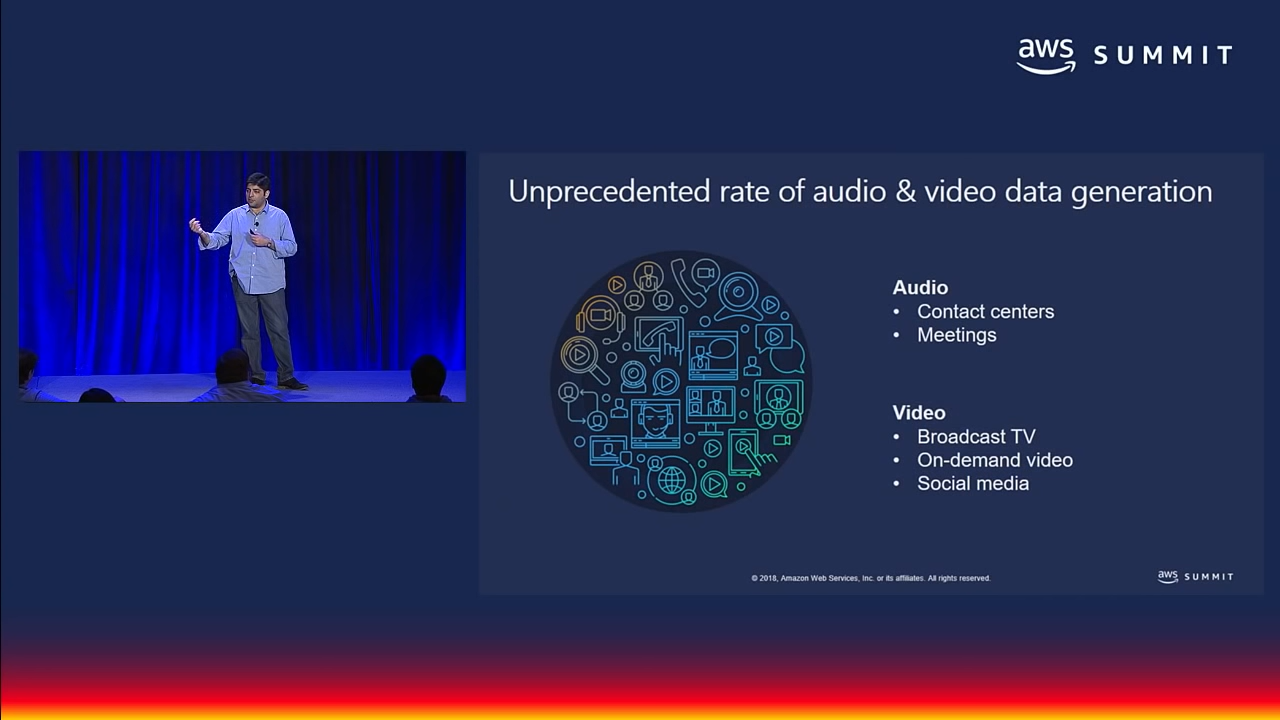 aws SUMMIT
Unprecedented rate of audio & video data generation
Audio
• Contact centers
• Meetings
Video
• Broadcast TV
• On-demand video
• Social media
© 2018, Amazon Web Services, Inc. or its affiliates. All rights reserved.
aws SUMMIT